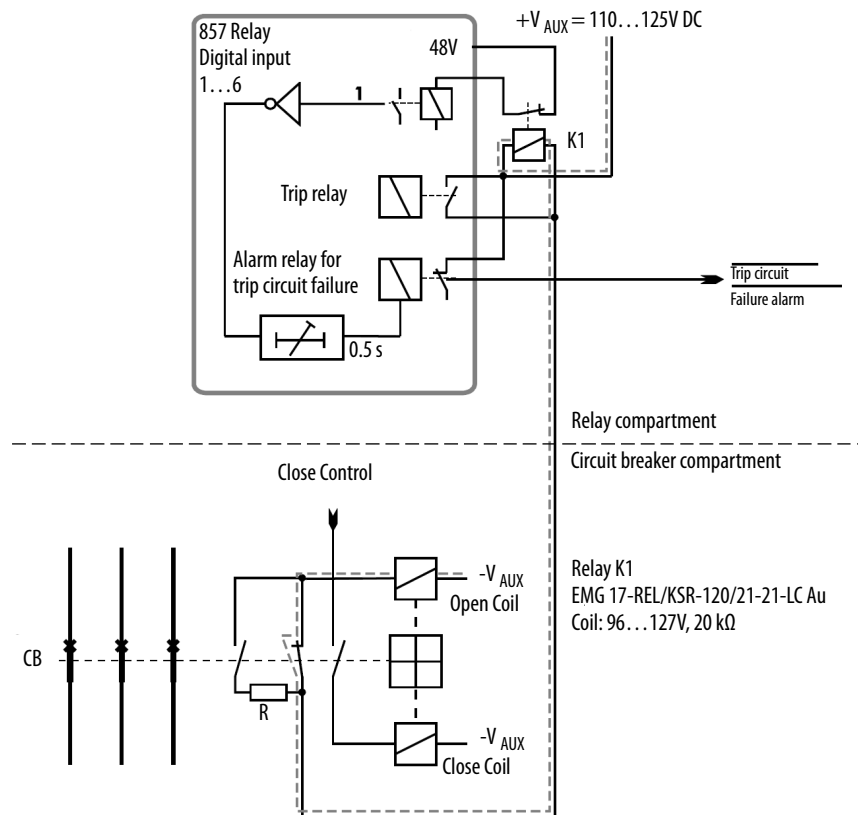 857 Relay
Digital input
1…6
48V
+V AUX = 110…125V DC
1
K1
Trip relay
Alarm relay for
trip circuit failure
0.5 s
Trip circuit
Failure alarm
Relay compartment
Circuit breaker compartment
Close Control
-V AUX
Open Coil
Relay K1
EMG 17-REL/KSR-120/21-21-LC Au
Coil: 96…127V, 20 kΩ
CB
R
-V AUX
Close Coil